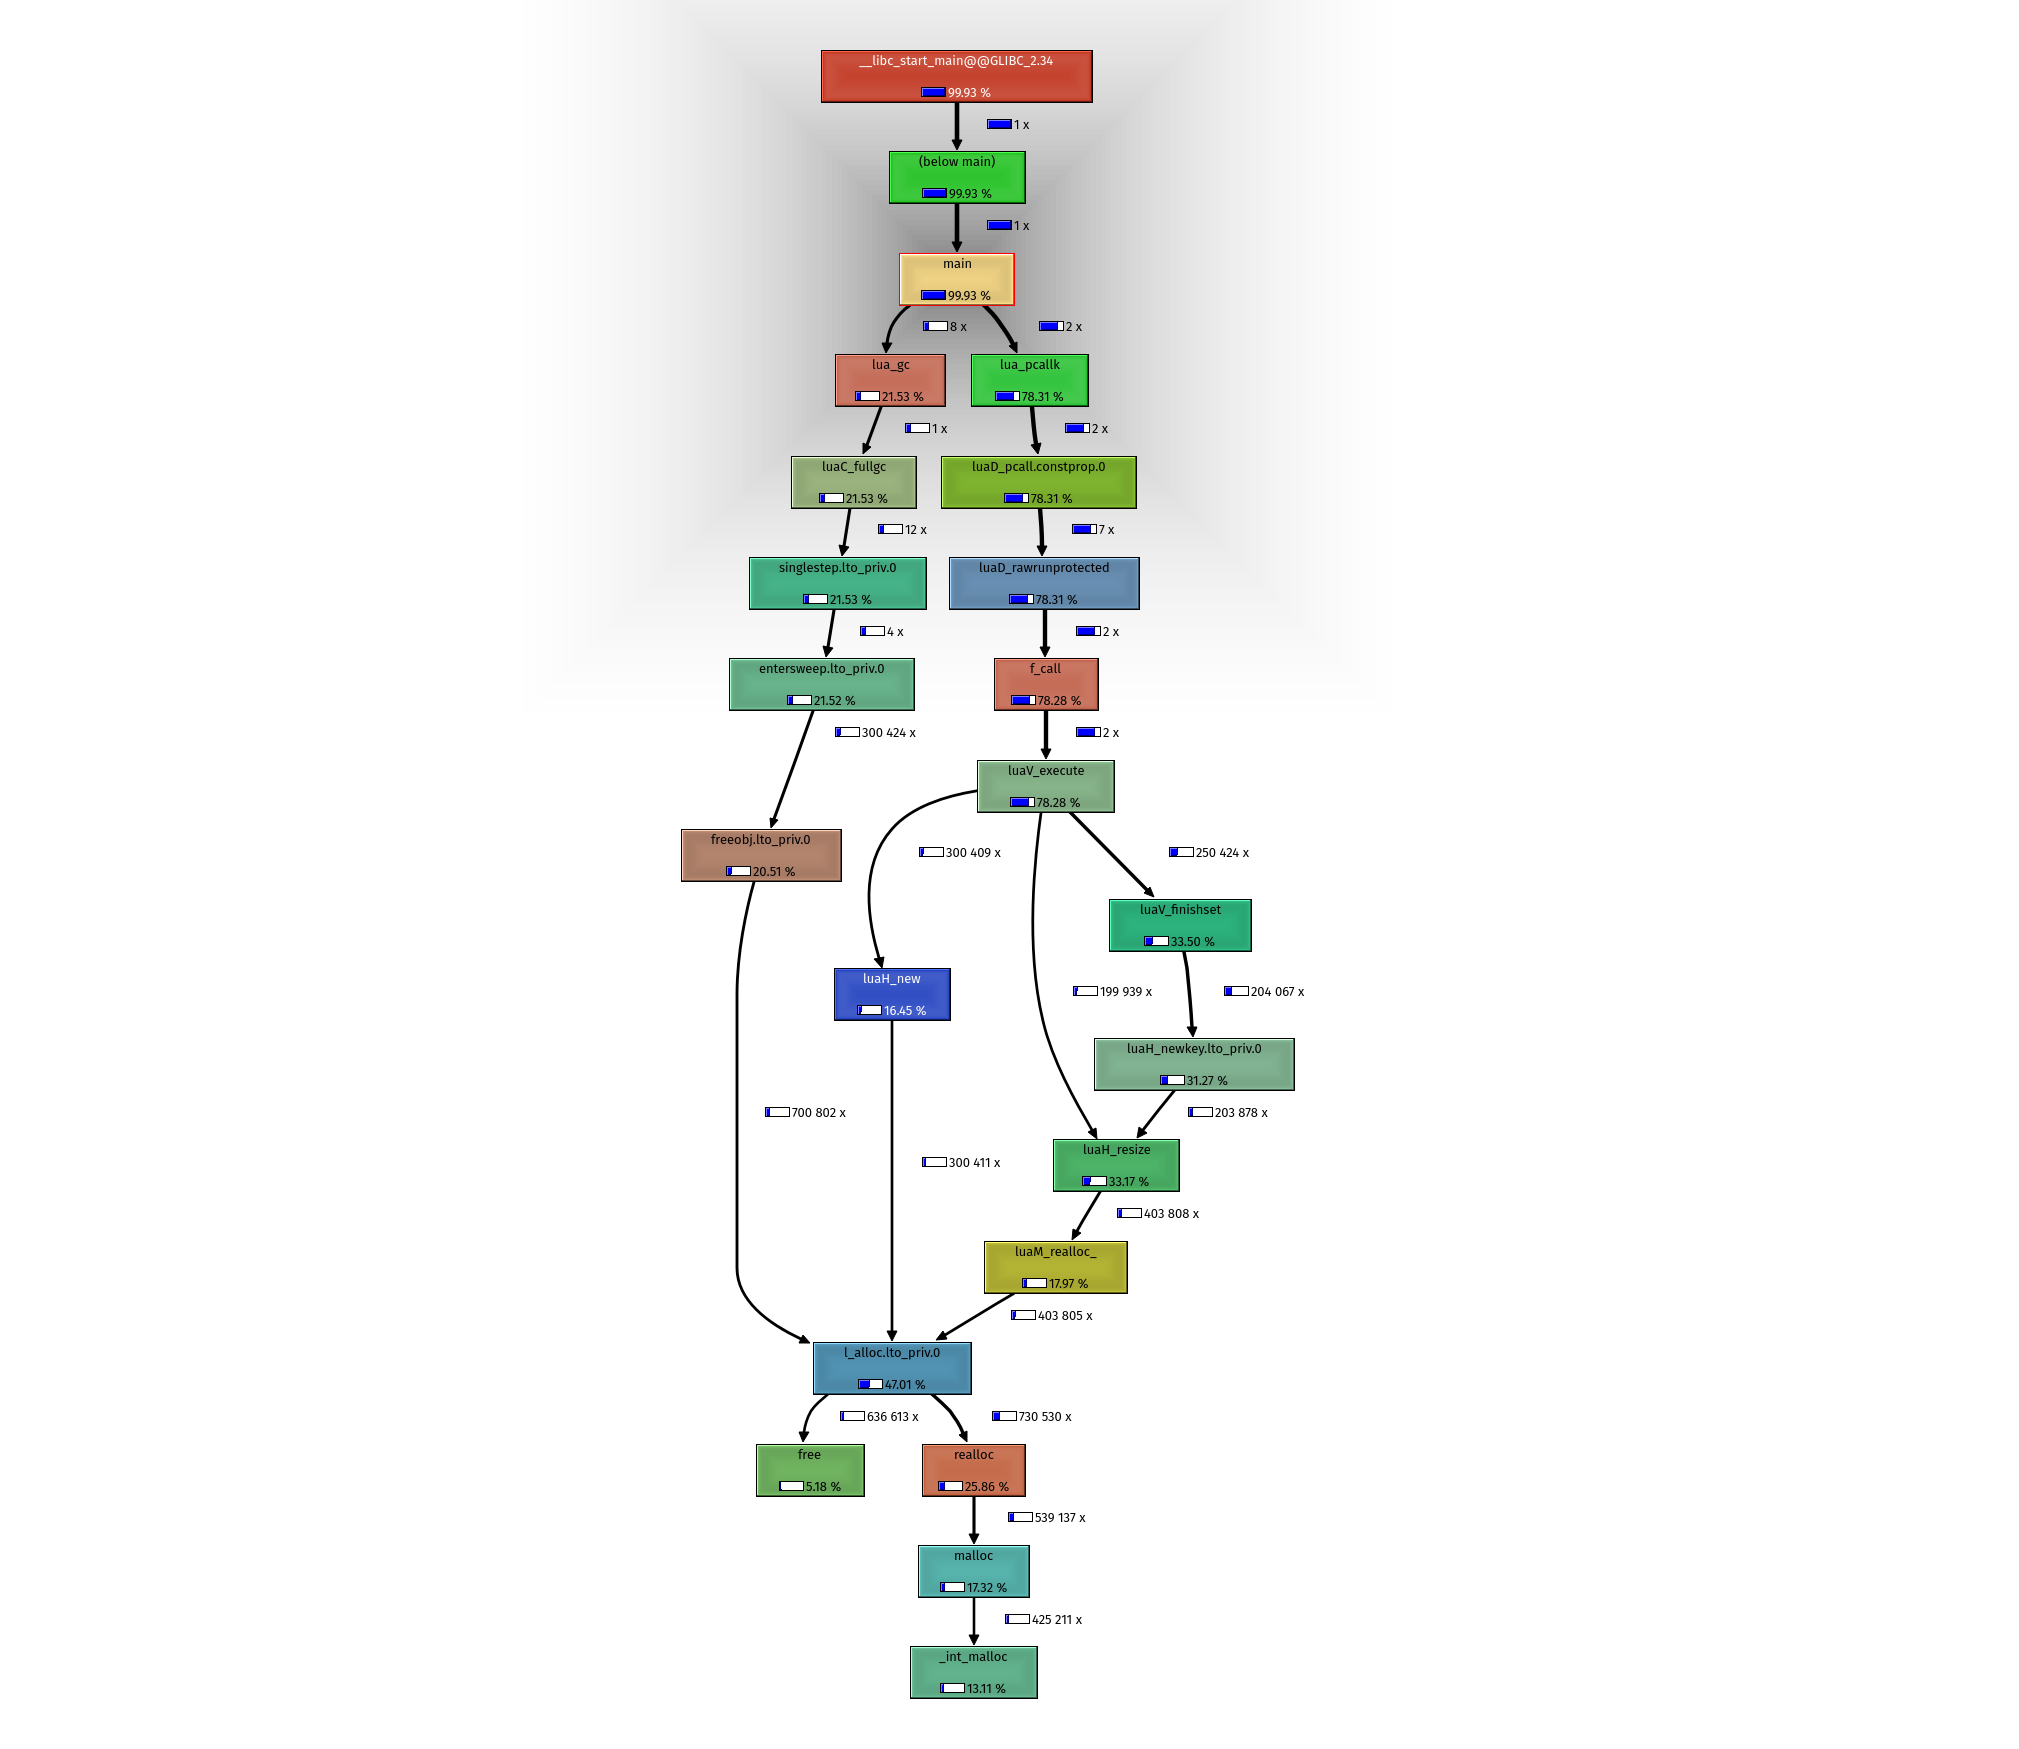 __libc_start_main@@GLIBC_2.34
99.93 %
1 x
(below main)
99.93 %
1 x
main
99.93 %
8 x
2 x
lua_gc
21.53 %
lua_pcallk
78.31 %
1 x
2 x
luaC_fullgc
21.53 %
luaD_pcall.constprop.0
78.31 %
12 x
7 x
singlestep.lto_priv.0
21.53 %
luaD_rawrunprotected
78.31 %
4 x
2 x
entersweep.lto_priv.0
21.52 %
f_call
78.28 %
300 424 x
2 x
luaV_execute
78.28 %
freeobj.lto_priv.0
20.51 %
300 409 x
250 424 x
luaV_finishset
33.50 %
luaH_new
16.45 %
199 939 x
204 067 x
luaH_newkey.lto_priv.0
31.27 %
700 802 x
203 878 x
luaH_resize
33.17 %
300 411 x
403 808 x
luaM_realloc_
17.97 %
403 805 x
l_alloc.lto_priv.0
47.01 %
636 613 x
730 530 x
free
5.18 %
realloc
25.86 %
539 137 x
malloc
17.32 %
425 211 x
_int_malloc
13.11 %